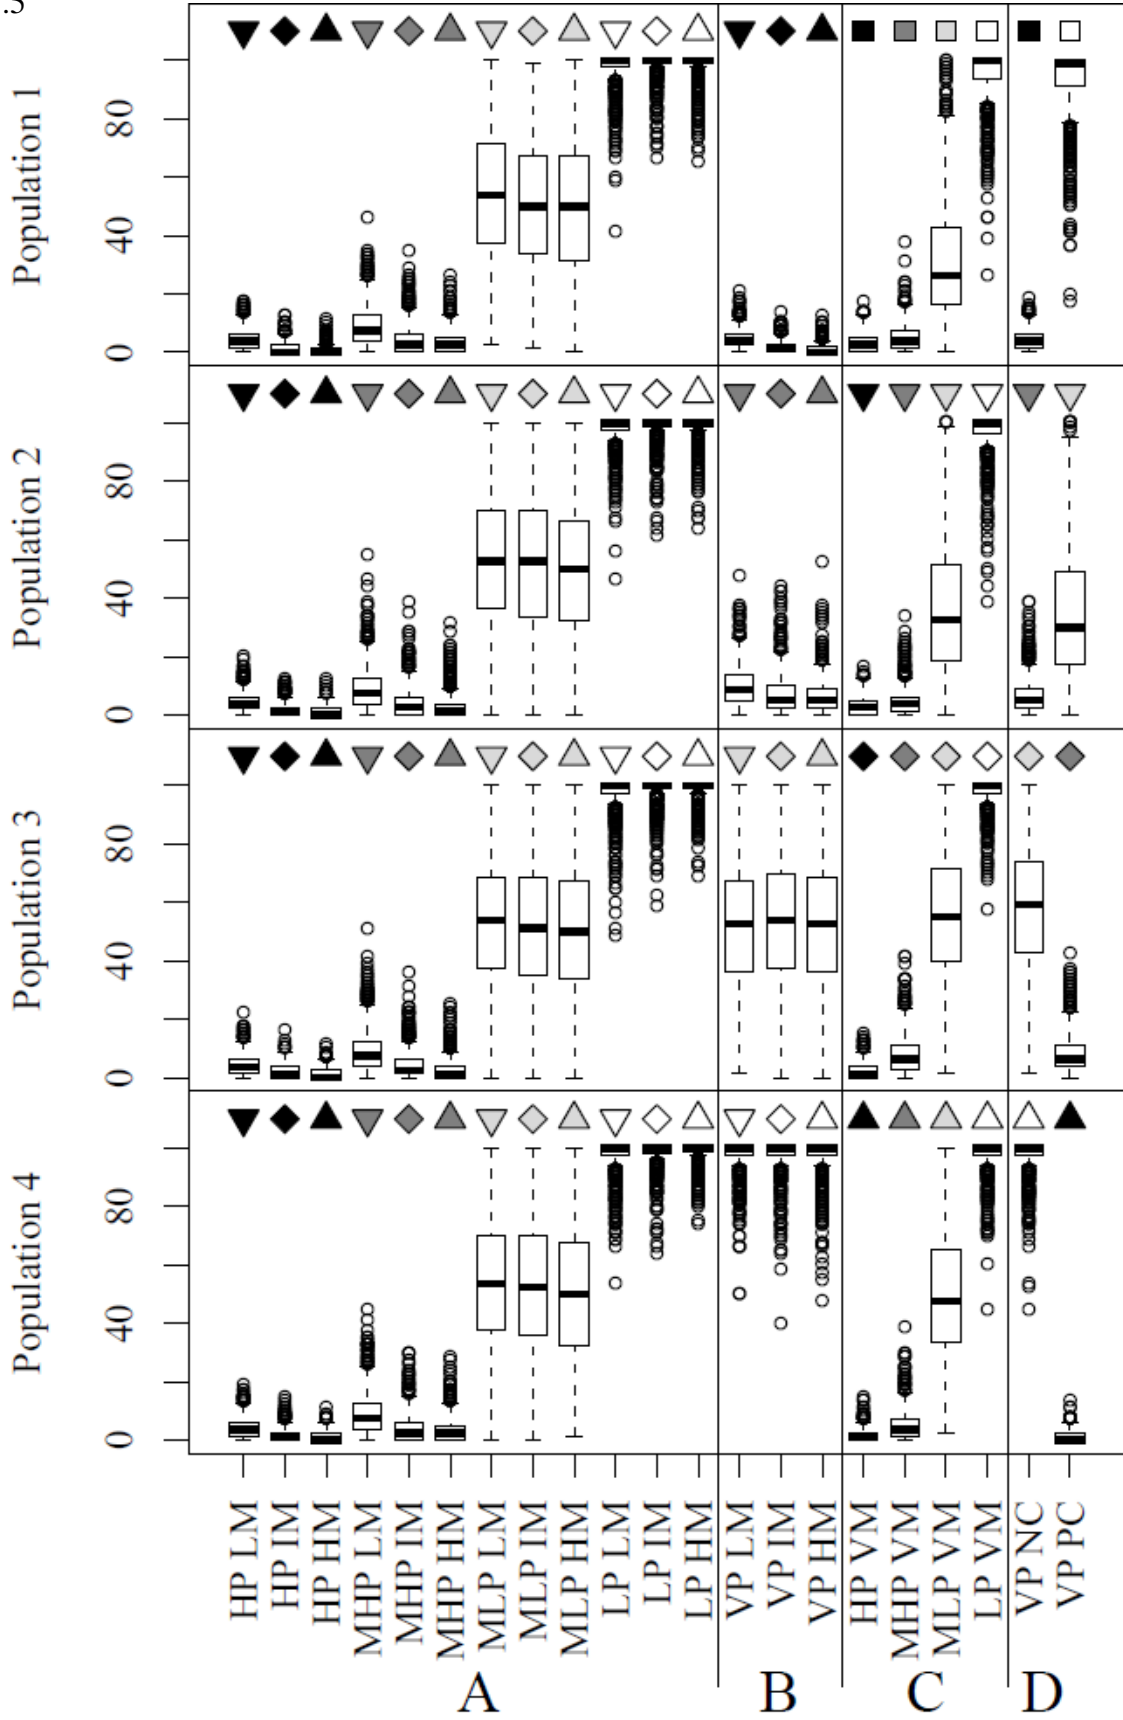 .5
Population 1
80
40
0
Population 2
80
40
0
Population 3
80
40
0
Population 4
80
40
0
HP LM
HP IM
HP HM
MHP LM
MHP IM
MHP HM
MLP LM
MLP IM
MLP HM
LP LM
LP IM
LP HM
VP LM
VP IM
VP HM
HP VM
MHP VM
MLP VM
LP VM
VP NC
VP PC
A
B
C
D